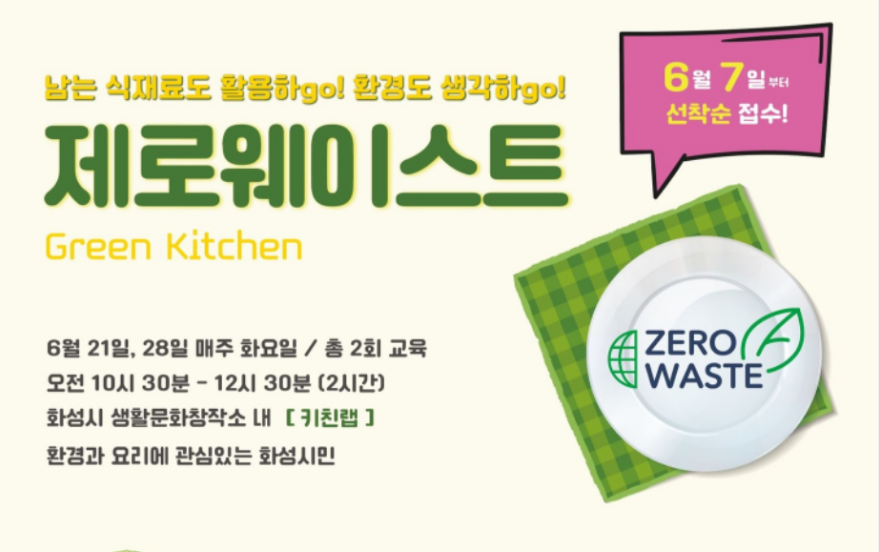 남는 식재료도 활용하go! 환경도 생각하go!
제로웨이스트
Green Kitchen
6월 7일부터
선착순 접수!
6월 21일, 28일 매주 화요일 / 총 2회 교육
오전 10시 30분 - 12시 30분 (2시간)
화성시 생활문화창작소 내 [ 키친랩 ]
환경과 요리에 관심있는 화성시민
ZERO
WASTE